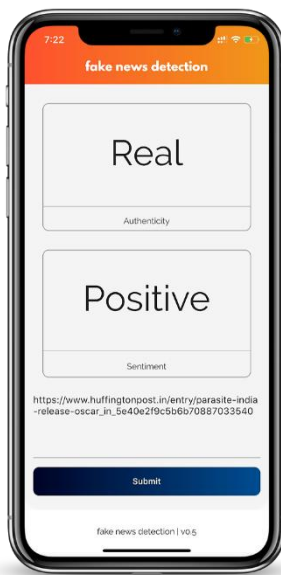 7:22
fake news detection
Real
Authenticity
Positive
Sentiment
https://www.huffingtonpost.in/entry/parasite-india
-release-oscar_in_5e40e2f9c5b6b70887033540
Submit
fake news detection | v0.5